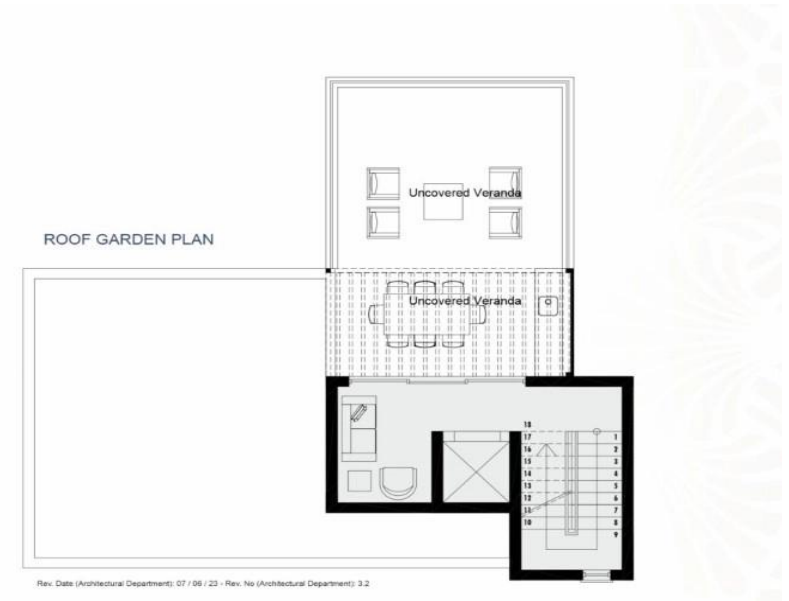 Uncovered Veranda
ROOF GARDEN PLAN
Uncovered Veranda
18
17 1
16 2
15 3
14 4
13 5
12 6
11 7
10 8
9
Rev. Date (Architectural Department): 07 / 06 / 23 - Rev. No (Architectural Department): 3.2